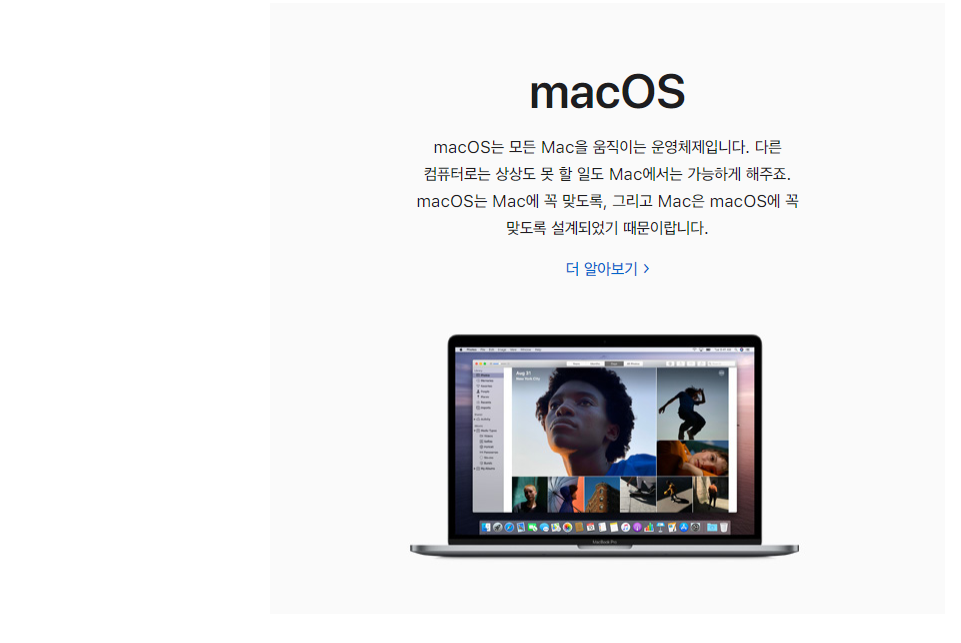 macOS
macOS는 모든 Mac을 움직이는 운영체제입니다. 다른
컴퓨터로는 상상도 못 할 일도 Mac에서는 가능하게 해주죠.
macOS는 Mac에 꼭 맞도록, 그리고 Mac은 macOS에 꼭
맞도록 설계되었기 때문이랍니다.
더 알아보기 >
Aug 31
New York City
MacBook Pro